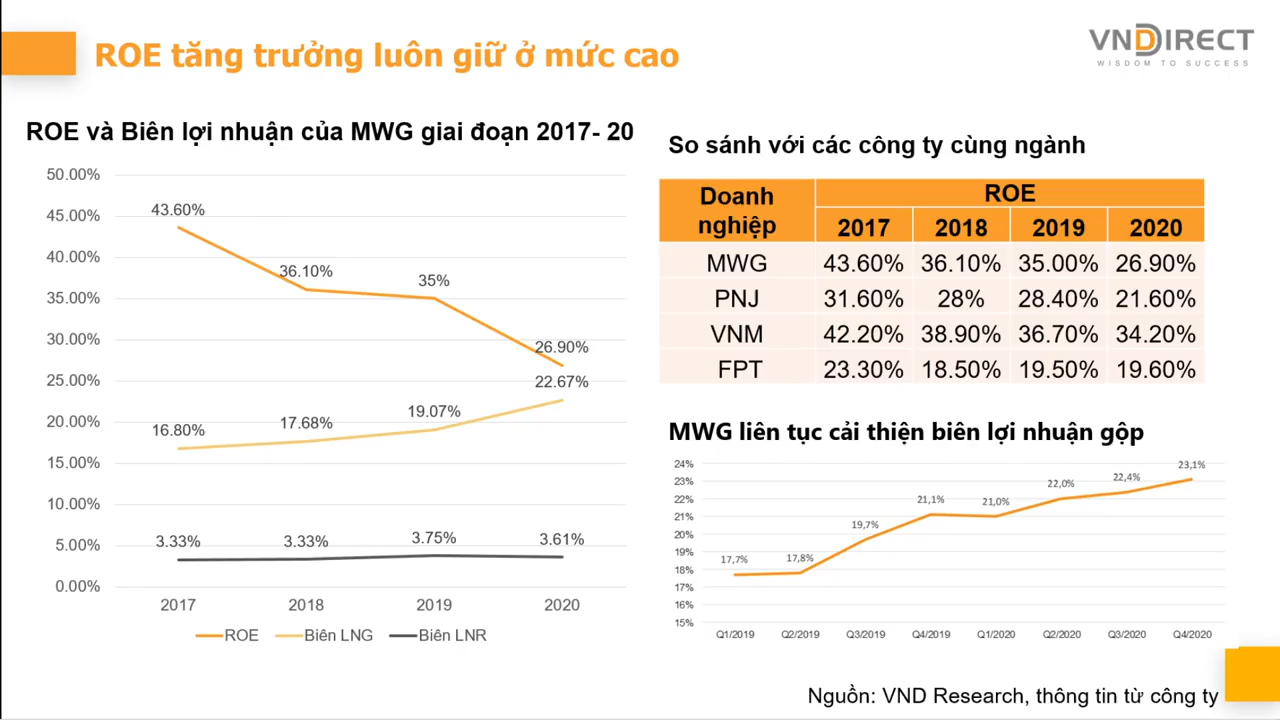 ROE tăng trưởng luôn giữ ở mức cao
VNDIRECT
WISDOM TO SUCCESS
ROE và Biên lợi nhuận của MWG giai đoạn 2017- 20
50.00%
45.00%
40.00%
35.00%
30.00%
25.00%
20.00%
15.00%
10.00%
5.00%
0.00%
43.60%
36.10%
35%
26.90%
22.67%
16.80%
17.68%
19.07%
3.33%
3.33%
3.75%
3.61%
2017 2018 2019 2020
ROE Biên LNG Biên LNR
So sánh với các công ty cùng ngành
Doanh nghiệp ROE
2017 2018 2019 2020
MWG 43.60% 36.10% 35.00% 26.90%
PNJ 31.60% 28% 28.40% 21.60%
VNM 42.20% 38.90% 36.70% 34.20%
FPT 23.30% 18.50% 19.50% 19.60%
MWG liên tục cải thiện biên lợi nhuận gộp
24%
23%
22%
21%
20%
19%
18%
17%
16%
15%
17,7% 17,8% 19,7% 21,1% 21,0% 22,0% 22,4% 23,1%
Q1/2019 Q2/2019 Q3/2019 Q4/2019 Q1/2020 Q2/2020 Q3/2020 Q4/2020
Nguồn: VND Research, thông tin từ công ty